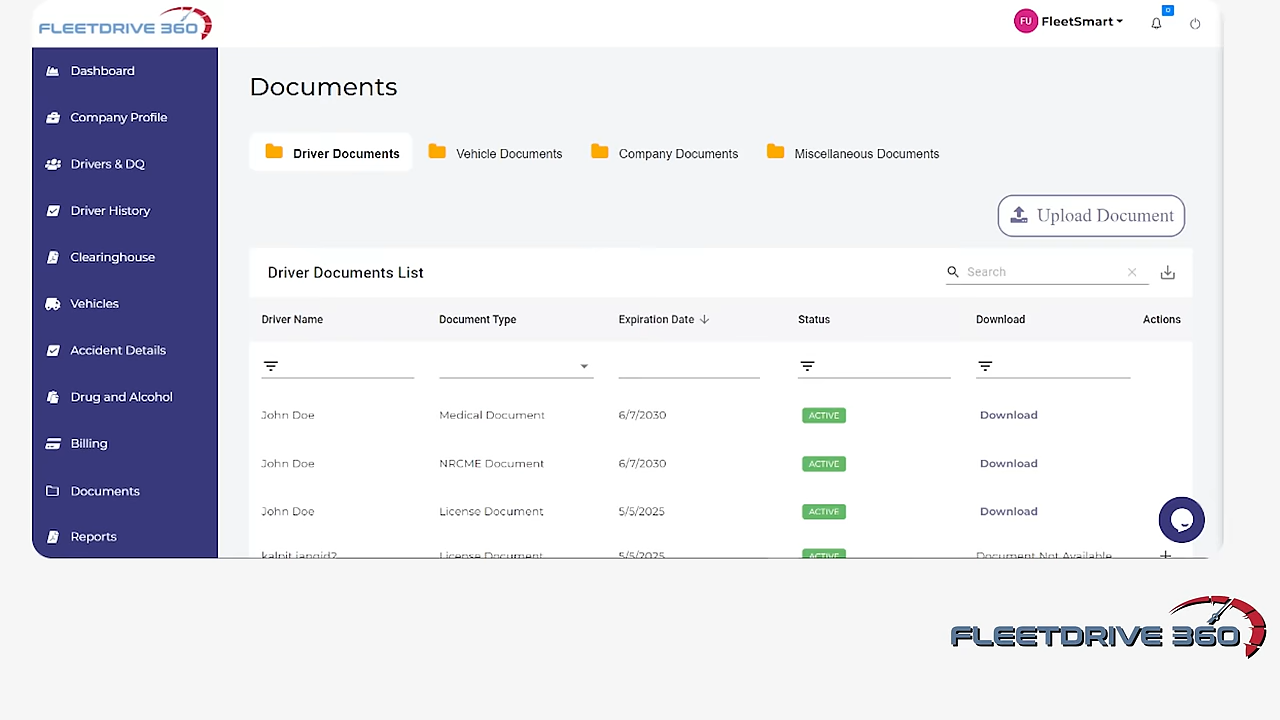 FLEETDRIVE 360
FU FleetSmart
0
Dashboard
Company Profile
Drivers & DQ
Driver History
Clearinghouse
Vehicles
Accident Details
Drug and Alcohol
Billing
Documents
Reports
Documents
Driver Documents Vehicle Documents Company Documents Miscellaneous Documents
Upload Document
Driver Documents List
Search
Driver Name Document Type Expiration Date Status Download Actions
John Doe Medical Document 6/7/2030 ACTIVE Download
John Doe NRCME Document 6/7/2030 ACTIVE Download
John Doe License Document 5/5/2025 ACTIVE Download
kalpit jangid2 License Document 5/5/2025 ACTIVE Document Not Available
FLEETDRIVE 360